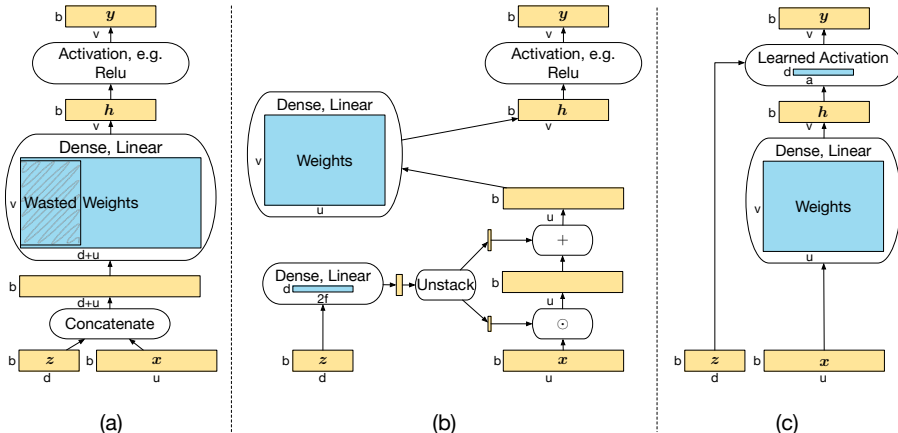 b y
v
Activation, e.g.
Relu
b h
v
Dense, Linear
v Wasted Weights
d+u
b
d+u
Concatenate
b z b x
d u
(a)
b y
v
Activation, e.g.
Relu
b h
v
Dense, Linear
v Weights
u
b
u
+
b
u
Dense, Linear
d
2f
Unstack
⊙
b z b x
d u
(b)
b y
v
Learned Activation
d
a
b h
v
Dense, Linear
v Weights
u
b z b x
d u
(c)